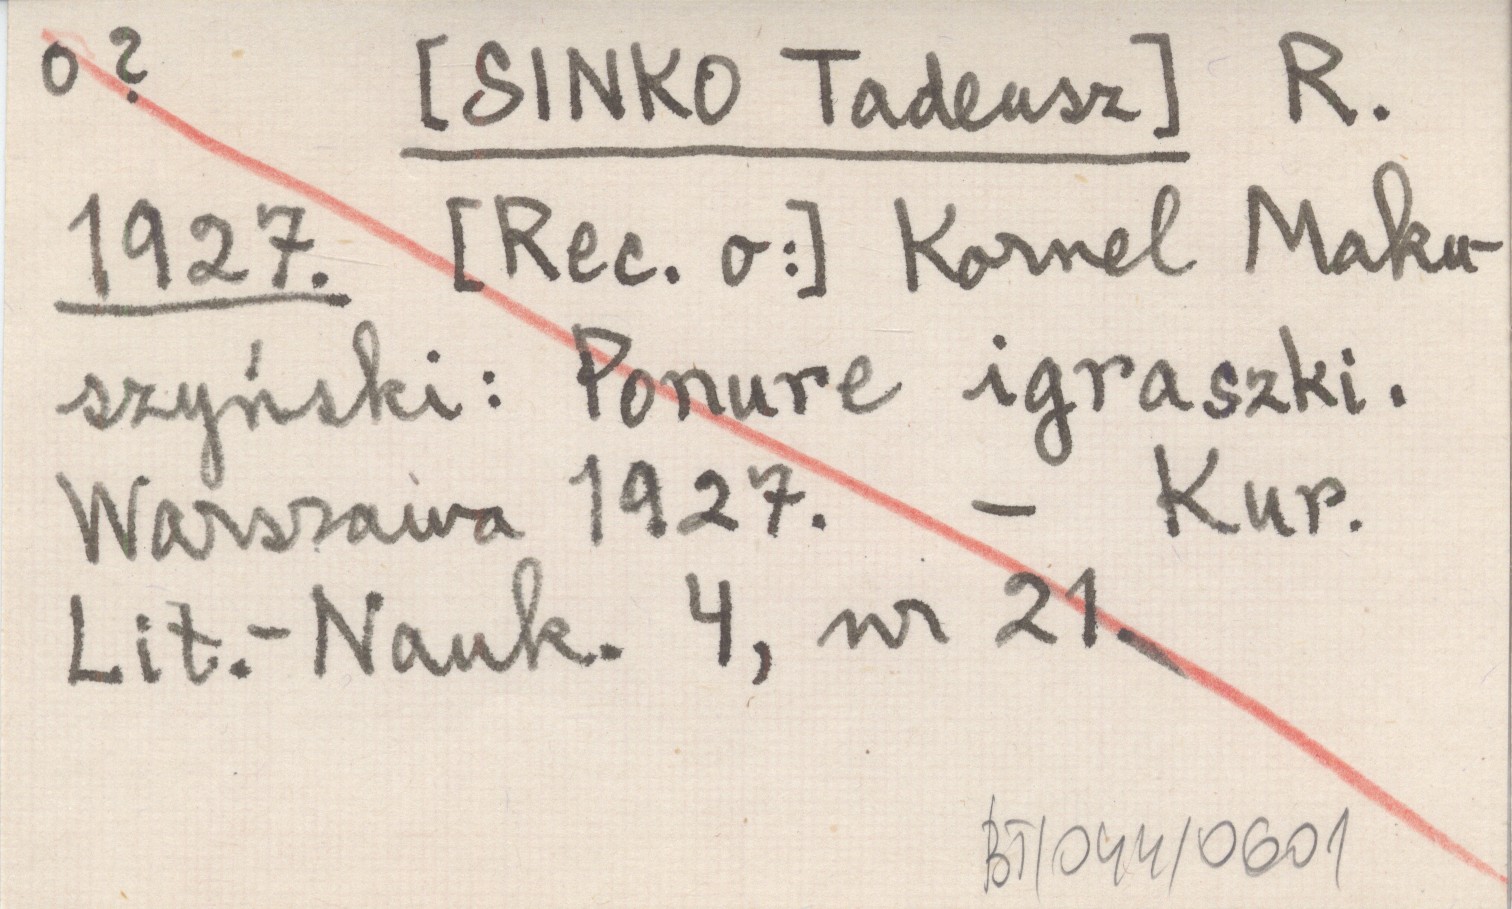 o ? [SINKO Tadeusz] R.
1927. [Rec. o:] Kornel Maku-
szyński: Ponure igraszki.
Warszawa 1927. – Kur.
Lit.-Nauk. 4, nr 21.
BT/044/0601